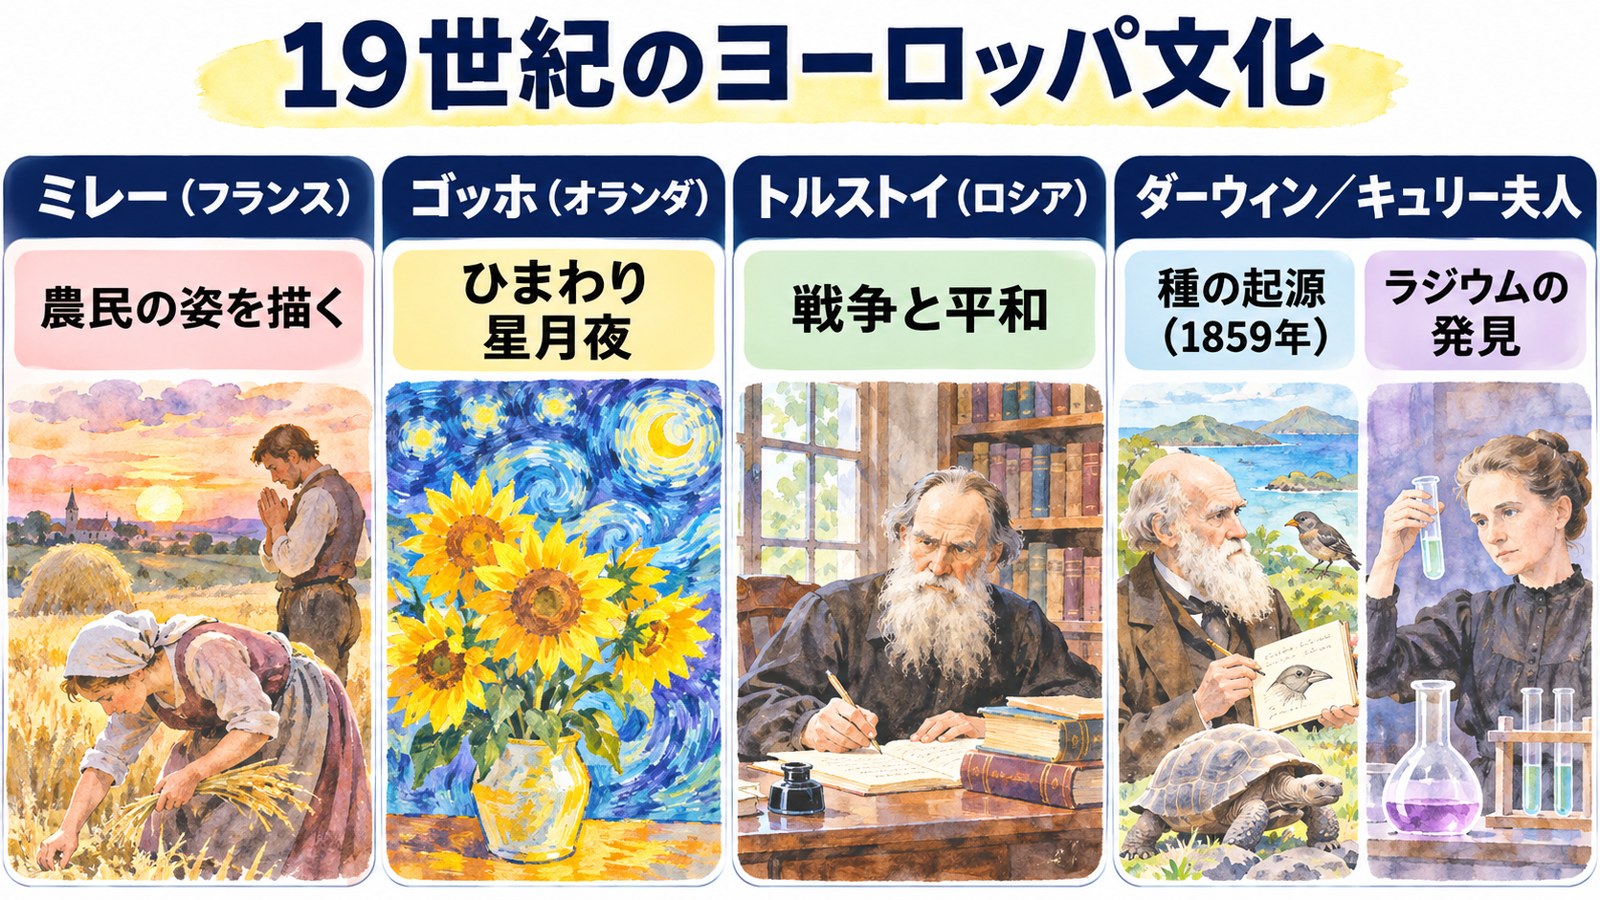 19世紀のヨーロッパ文化
ミレー（フランス）
農民の姿を描く
ゴッホ（オランダ）
ひまわり
星月夜
トルストイ（ロシア）
戦争と平和
ダーウィン／キュリー夫人
種の起源
（1859年）
ラジウムの
発見